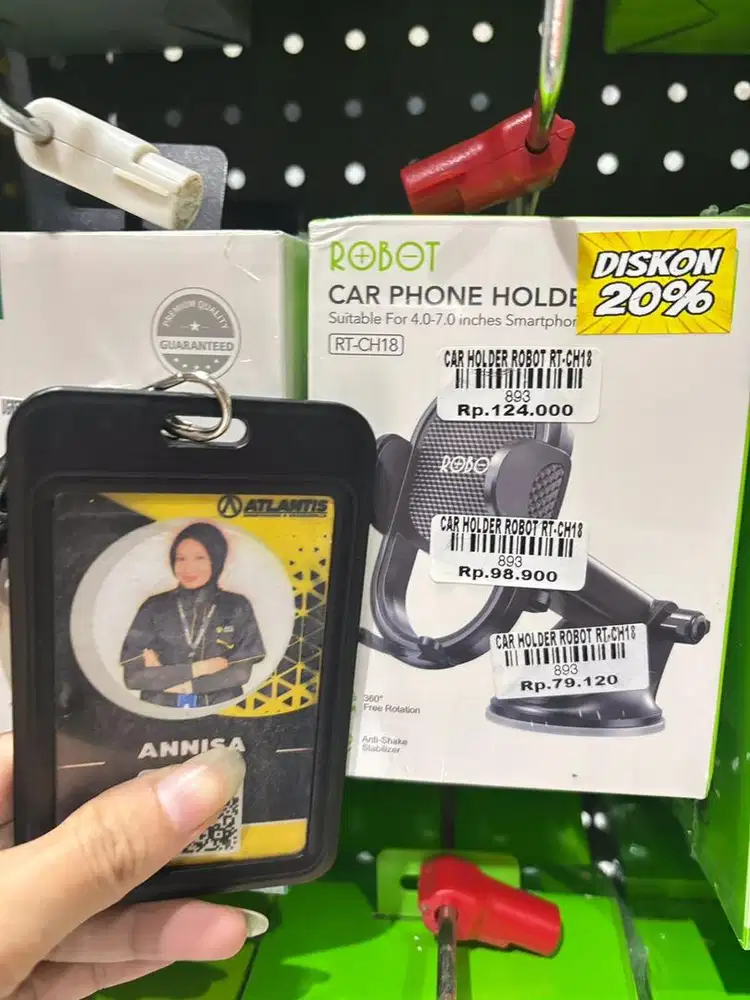 PREMIUM QUALITY
GUARANTEED
ROBOT
CAR PHONE HOLDE
Suitable For 4.0-7.0 inches Smartphon
RT-CH18
DISKON
20%
CAR HOLDER ROBOT RT-CH18
893
Rp.124.000
ROBO
CAR HOLDER ROBOT RT-CH18
893
Rp.98.900
CAR HOLDER ROBOT RT-CH18
893
Rp.79.120
360°
Free Rotation
Anti-Shake
Stabilizer
ATLANTIS
ANNISA